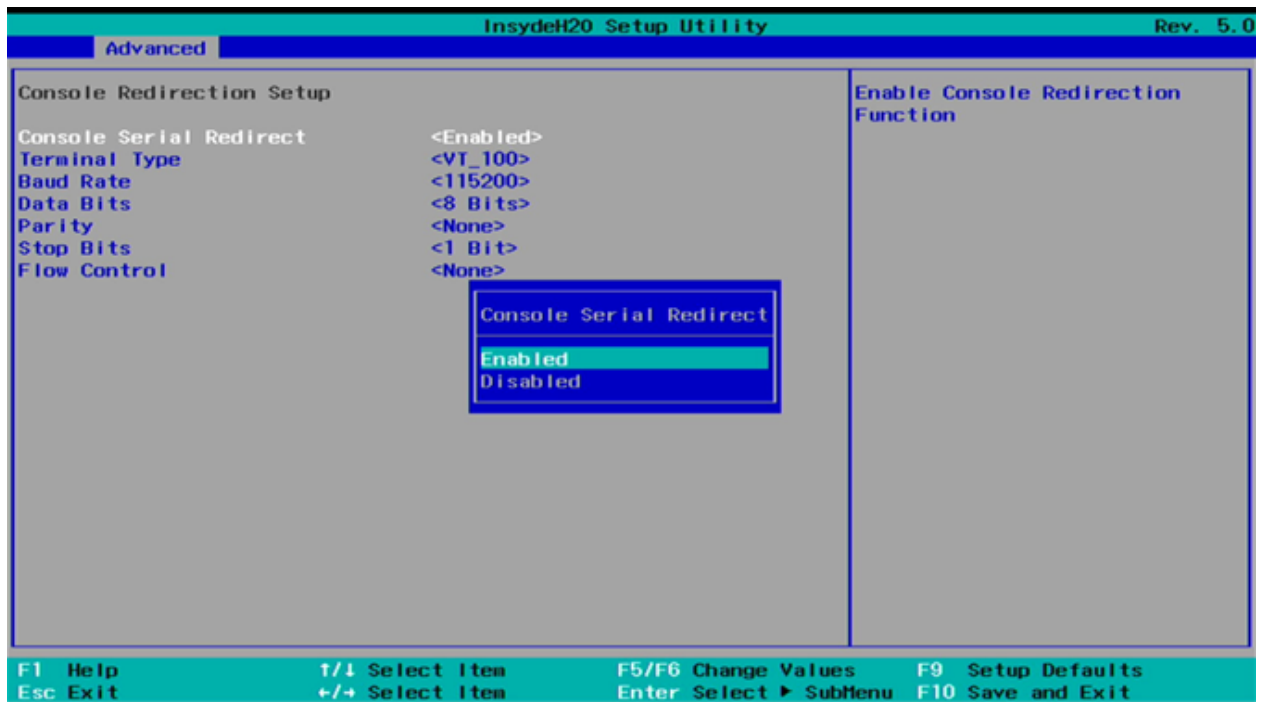 InsydeH20 Setup Utility Rev. 5.0
Advanced
Console Redirection Setup
Console Serial Redirect <Enabled>
Terminal Type <VT_100>
Baud Rate <115200>
Data Bits <8 Bits>
Parity <None>
Stop Bits <1 Bit>
Flow Control <None>
Console Serial Redirect
Enabled
Disabled
Enable Console Redirection
Function
F1 Help ↑/↓ Select Item F5/F6 Change Values F9 Setup Defaults
Esc Exit ←/→ Select Item Enter Select ▶ SubMenu F10 Save and Exit